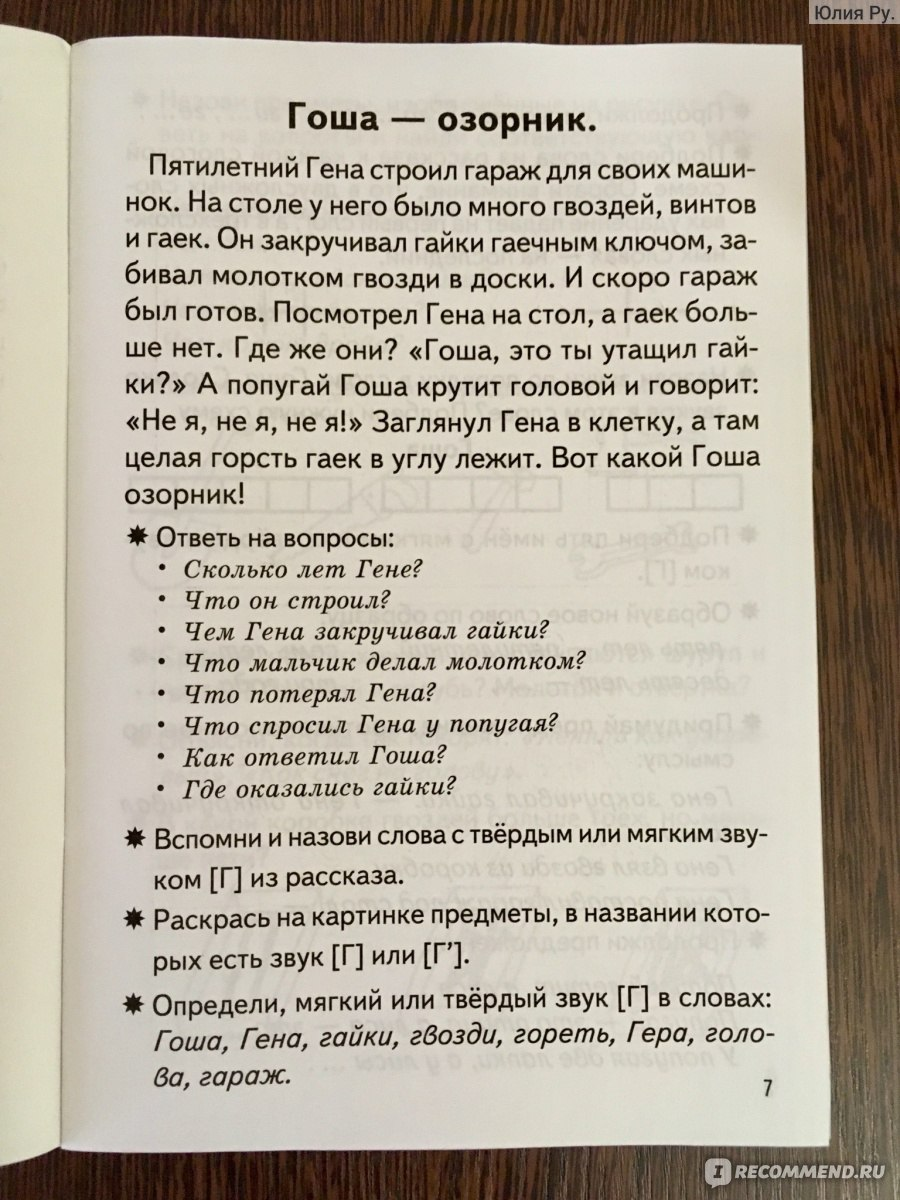 Юлия Ру.
Гоша — озорник.
Пятилетний Гена строил гараж для своих маши-
нок. На столе у него было много гвоздей, винтов
и гаек. Он закручивал гайки гаечным ключом, за-
бивал молотком гвозди в доски. И скоро гараж
был готов. Посмотрел Гена на стол, а гаек боль-
ше нет. Где же они? «Гоша, это ты утащил гай-
ки?» А попугай Гоша крутит головой и говорит:
«Не я, не я, не я!» Заглянул Гена в клетку, а там
целая горсть гаек в углу лежит. Вот какой Гоша
озорник!
✸ Ответь на вопросы:
• Сколько лет Гене?
• Что он строил?
• Чем Гена закручивал гайки?
• Что мальчик делал молотком?
• Что потерял Гена?
• Что спросил Гена у попугая?
• Как ответил Гоша?
• Где оказались гайки?
✸ Вспомни и назови слова с твёрдым или мягким зву-
ком [Г] из рассказа.
✸ Раскрась на картинке предметы, в названии кото-
рых есть звук [Г] или [Г’].
✸ Определи, мягкий или твёрдый звук [Г] в словах:
Гоша, Гена, гайки, гвозди, гореть, Гера, голо-
ва, гараж.
7
I RECOMMEND.RU